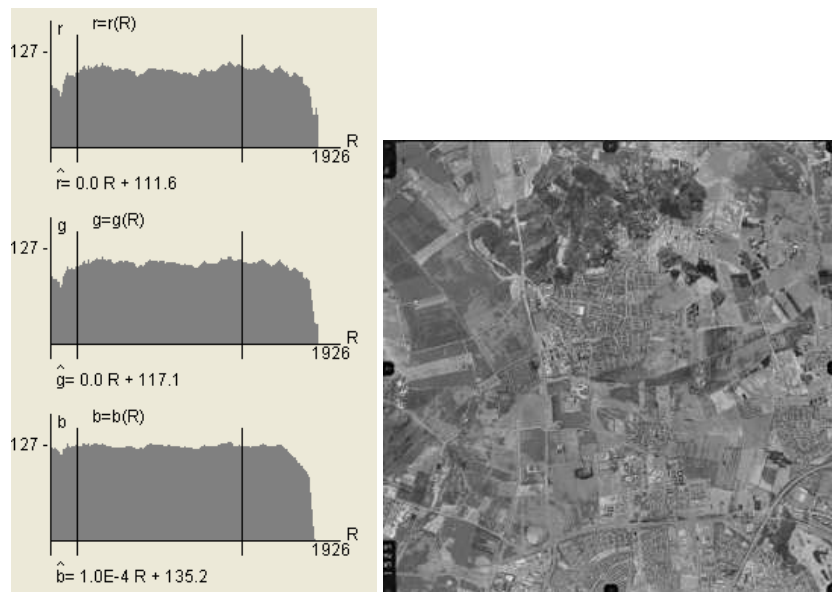 r r=r(R)
127 -
R
1926
r̂= 0.0 R + 111.6
g g=g(R)
127 -
R
1926
ĝ= 0.0 R + 117.1
b b=b(R)
127 -
R
1926
b̂= 1.0E-4 R + 135.2